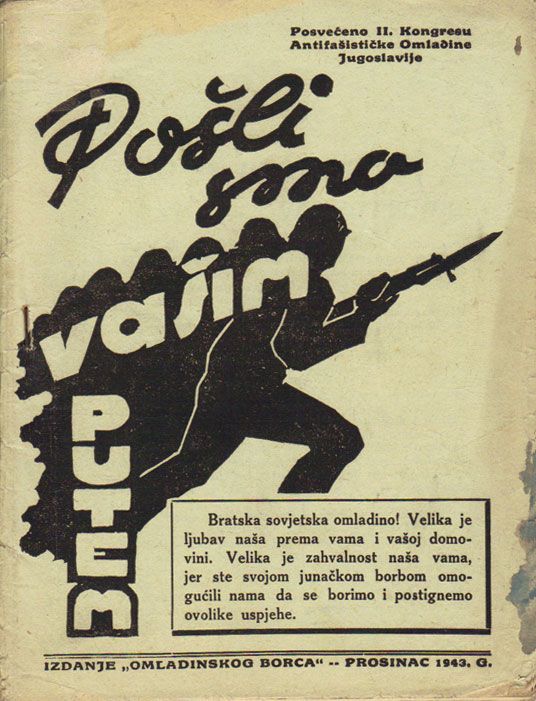 Posvećeno II. Kongresu
Antifašističke Omladine
Jugoslavije
Pošli
smo
vašim
PUTEM
Bratska sovjetska omladino! Velika je
ljubav naša prema vama i vašoj domo-
vini. Velika je zahvalnost naša vama,
jer ste svojom junačkom borbom omo-
gućili nama da se borimo i postignemo
ovolike uspjehe.
IZDANJE „OMLADINSKOG BORCA“ -- PROSINAC 1943. G.